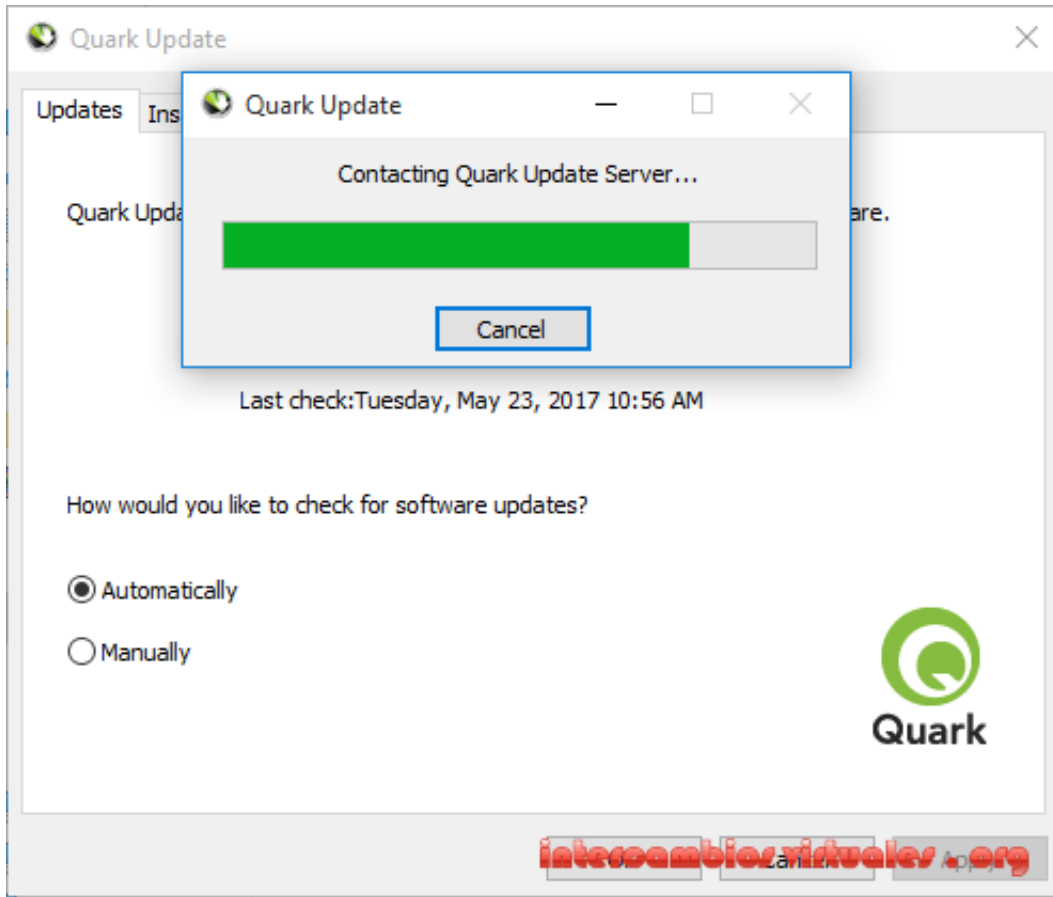 Quark Update
Updates
Ins
Quark Update
Contacting Quark Update Server...
Cancel
Quark Upda
are.
Last check:Tuesday, May 23, 2017 10:56 AM
How would you like to check for software updates?
Automatically
Manually
Quark
intercambiosvirtuales.org